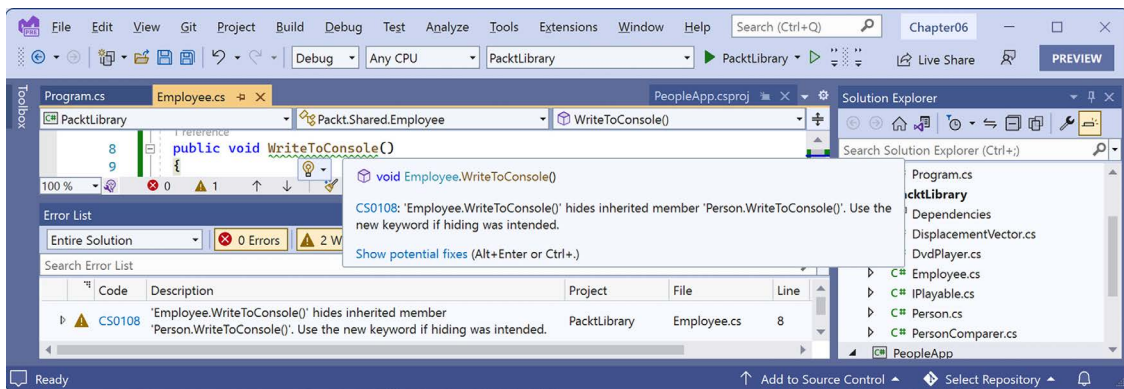 File Edit View Git Project Build Debug Test Analyze Tools Extensions Window Help Search (Ctrl+Q) Chapter06
Debug Any CPU PacktLibrary PacktLibrary Live Share PREVIEW
Toolbox
Program.cs Employee.cs PeopleApp.csproj
C# PacktLibrary Packt.Shared.Employee WriteToConsole()
1 reference
8 public void WriteToConsole()
9 {
100 % 0 1
void Employee.WriteToConsole()
CS0108: 'Employee.WriteToConsole()' hides inherited member 'Person.WriteToConsole()'. Use the
new keyword if hiding was intended.
Show potential fixes (Alt+Enter or Ctrl+.)
Error List
Entire Solution 0 Errors 2 W
Search Error List
Code Description Project File Line
CS0108 'Employee.WriteToConsole()' hides inherited member
'Person.WriteToConsole()'. Use the new keyword if hiding was intended. PacktLibrary Employee.cs 8
Solution Explorer
Search Solution Explorer (Ctrl+;)
Program.cs
cktLibrary
Dependencies
DisplacementVector.cs
DvdPlayer.cs
C# Employee.cs
C# IPlayable.cs
C# Person.cs
C# PersonComparer.cs
C# PeopleApp
Ready Add to Source Control Select Repository